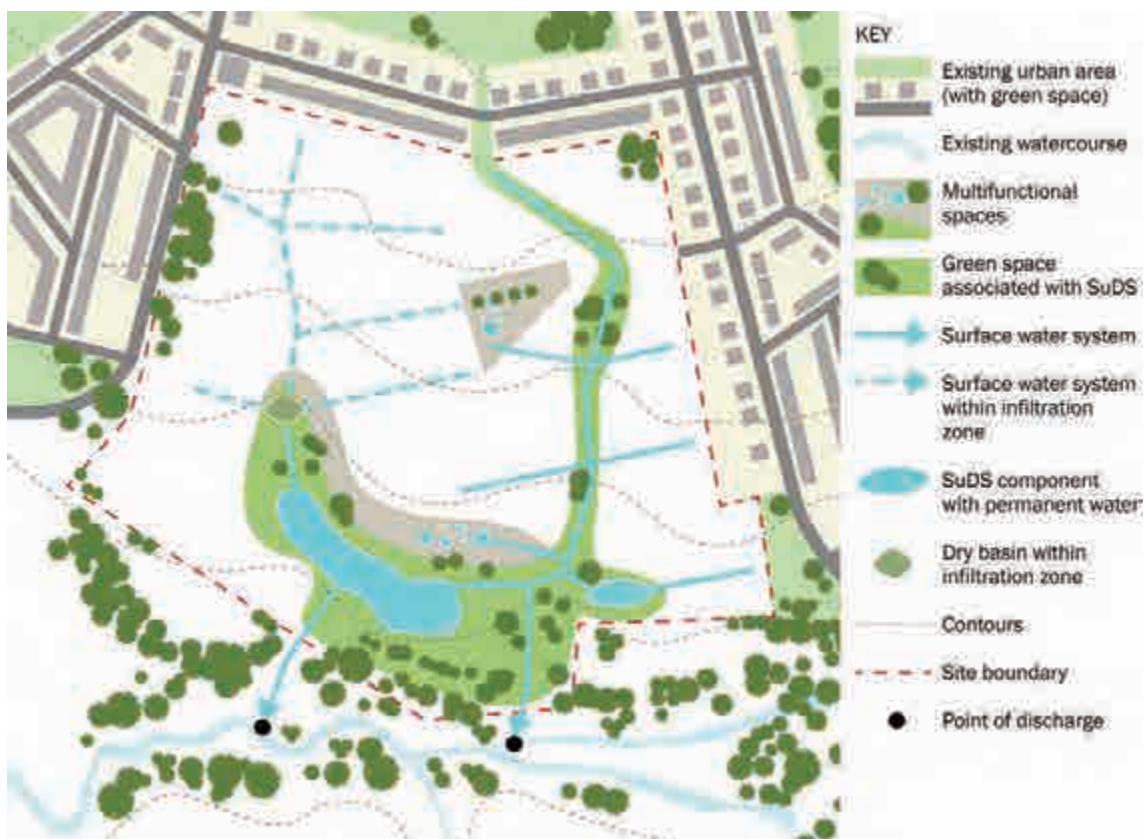 KEY
Existing urban area
(with green space)
Existing watercourse
Multifunctional
spaces
Green space
associated with SuDS
Surface water system
Surface water system
within infiltration
zone
SuDS component
with permanent water
Dry basin within
infiltration zone
Contours
Site boundary
Point of discharge